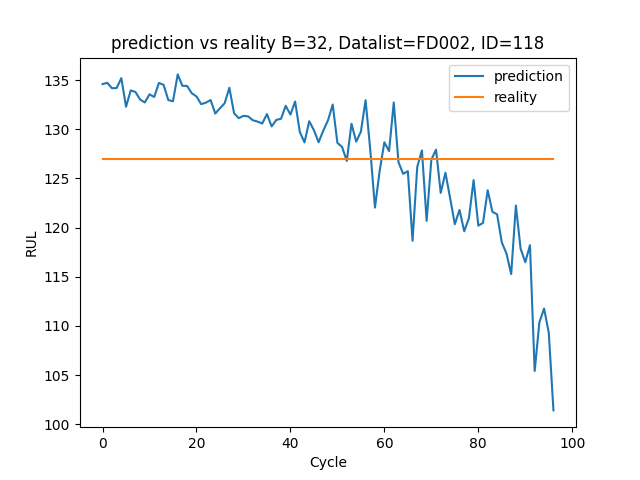 prediction vs reality B=32, Datalist=FD002, ID=118
prediction
reality
RUL
135
130
125
120
115
110
105
100
0 20 40 60 80 100
Cycle